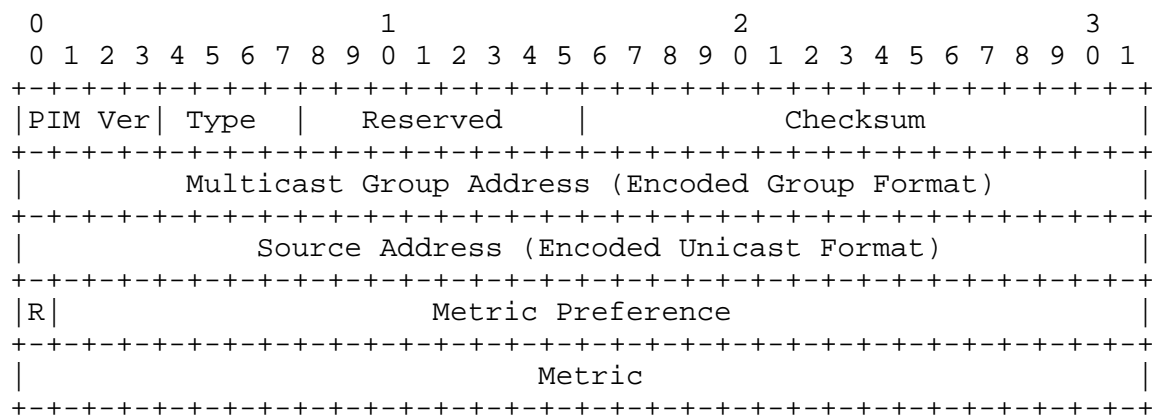 0                   1                   2                   3
 0 1 2 3 4 5 6 7 8 9 0 1 2 3 4 5 6 7 8 9 0 1 2 3 4 5 6 7 8 9 0 1
+-+-+-+-+-+-+-+-+-+-+-+-+-+-+-+-+-+-+-+-+-+-+-+-+-+-+-+-+-+-+-+-+
|PIM Ver| Type  |   Reserved    |           Checksum            |
+-+-+-+-+-+-+-+-+-+-+-+-+-+-+-+-+-+-+-+-+-+-+-+-+-+-+-+-+-+-+-+-+
|         Multicast Group Address (Encoded Group Format)        |
+-+-+-+-+-+-+-+-+-+-+-+-+-+-+-+-+-+-+-+-+-+-+-+-+-+-+-+-+-+-+-+-+
|             Source Address (Encoded Unicast Format)           |
+-+-+-+-+-+-+-+-+-+-+-+-+-+-+-+-+-+-+-+-+-+-+-+-+-+-+-+-+-+-+-+-+
|R|                     Metric Preference                       |
+-+-+-+-+-+-+-+-+-+-+-+-+-+-+-+-+-+-+-+-+-+-+-+-+-+-+-+-+-+-+-+-+
|                             Metric                            |
+-+-+-+-+-+-+-+-+-+-+-+-+-+-+-+-+-+-+-+-+-+-+-+-+-+-+-+-+-+-+-+-+